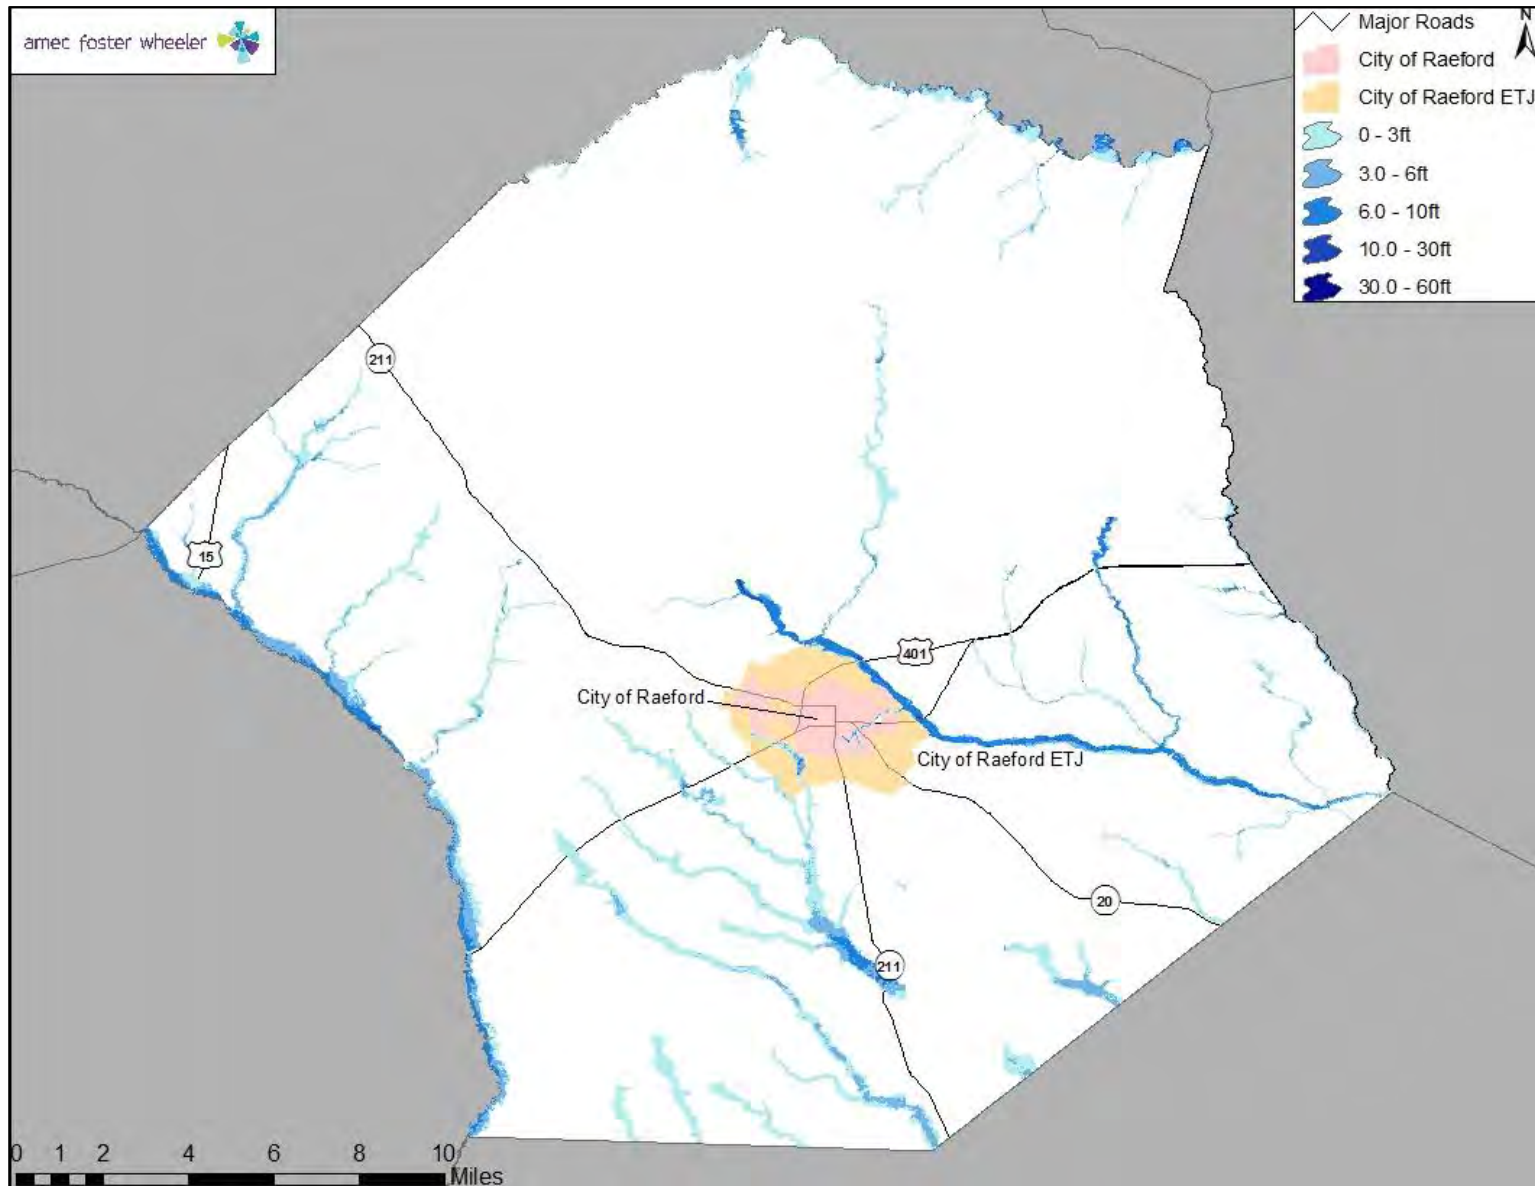 amec foster wheeler
N
Major Roads
City of Raeford
City of Raeford ETJ
0 - 3ft
3.0 - 6ft
6.0 - 10ft
10.0 - 30ft
30.0 - 60ft
211
15
401
City of Raeford
City of Raeford ETJ
20
211
0 1 2 4 6 8 10
Miles